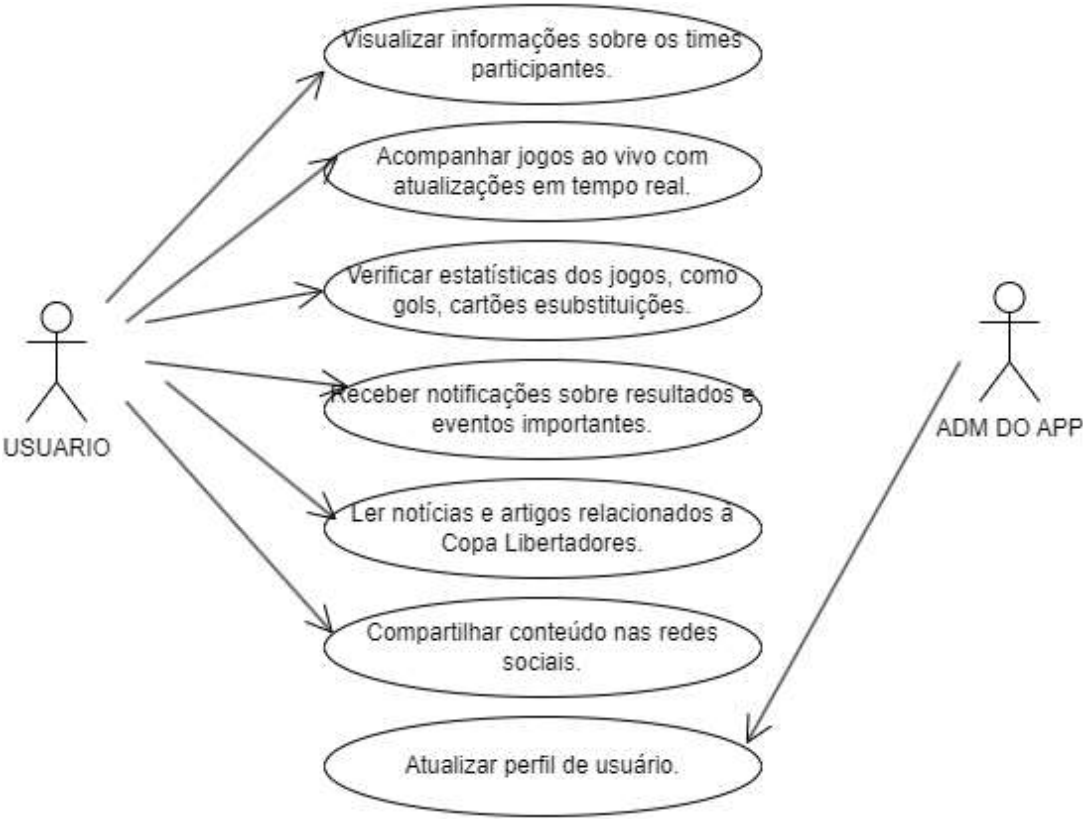 Visualizar informações sobre os times
participantes.
Acompanhar jogos ao vivo com
atualizações em tempo real.
Verificar estatísticas dos jogos, como
gols, cartões esubstituições.
Receber notificações sobre resultados e
eventos importantes.
Ler notícias e artigos relacionados à
Copa Libertadores.
Compartilhar conteúdo nas redes
sociais.
Atualizar perfil de usuário.
USUARIO
ADM DO APP